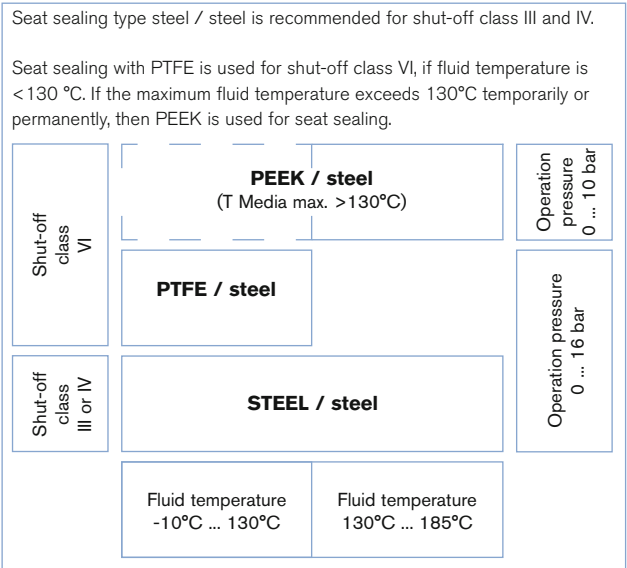 Seat sealing type steel / steel is recommended for shut-off class III and IV.
Seat sealing with PTFE is used for shut-off class VI, if fluid temperature is
<130 °C. If the maximum fluid temperature exceeds 130°C temporarily or
permanently, then PEEK is used for seat sealing.
Shut-off
class
VI
PEEK / steel
(T Media max. >130°C)
Operation
pressure
0 ... 10 bar
PTFE / steel
Operation pressure
0 ... 16 bar
Shut-off
class
III or IV
STEEL / steel
Fluid temperature
-10°C ... 130°C
Fluid temperature
130°C ... 185°C